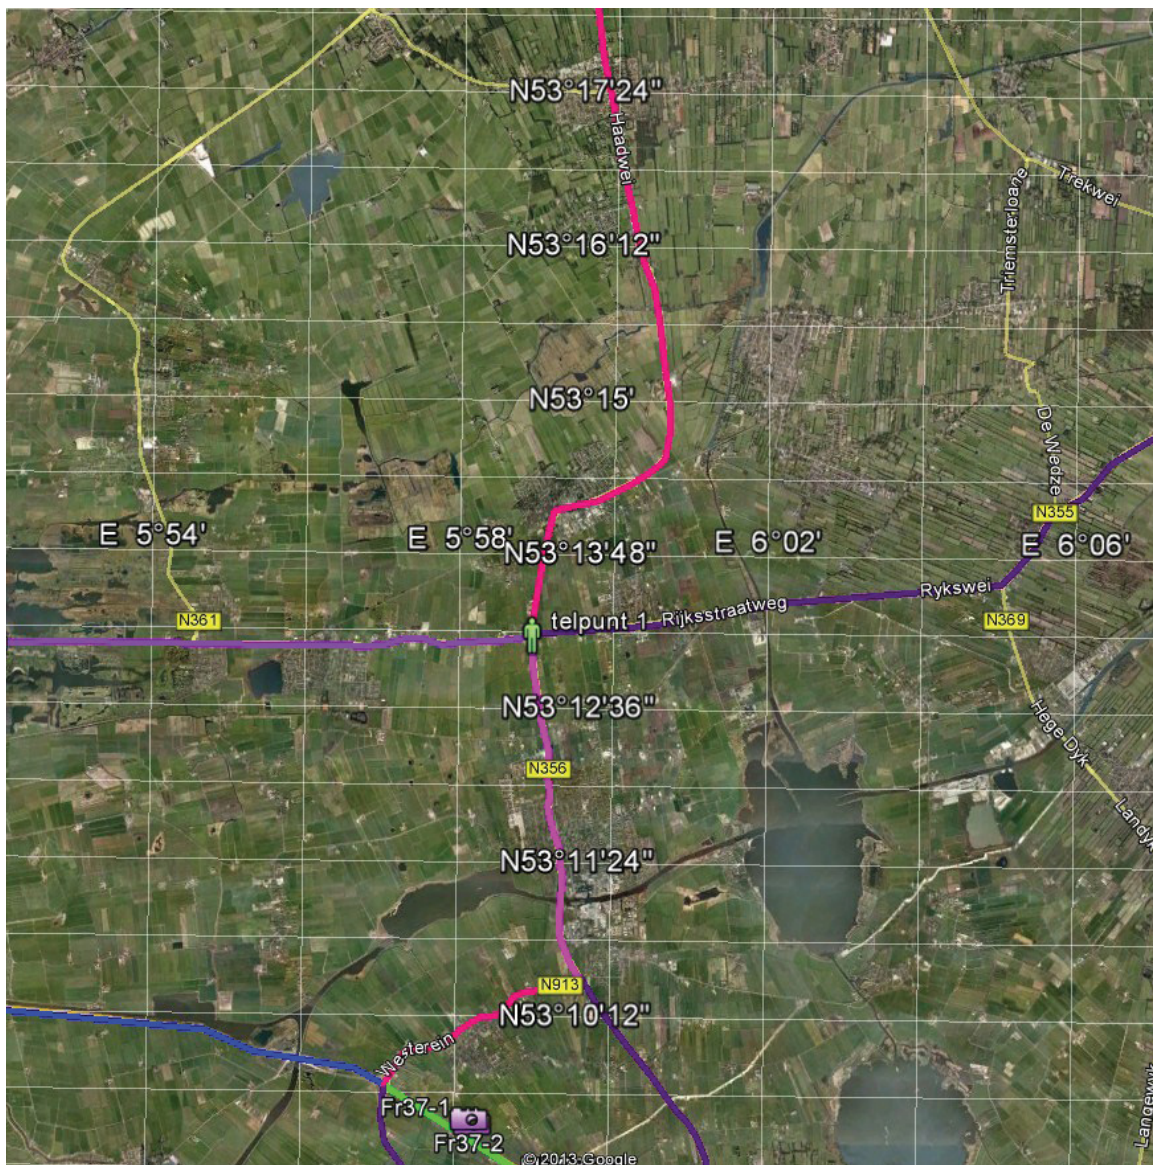 N53°17'24"
Haadwei
Trekwei
Triemsterloane
N53°16'12"
N53°15'
De Wedze
N355
E 5°54'
E 5°58'
N53°13'48"
E 6°02'
E 6°06'
Rykswei
N361
telpunt 1
Rijksstraatweg
N369
N53°12'36"
Hege Dyk
N356
Landyk
N53°11'24"
N913
N53°10'12"
Westerein
Fr37-1
Fr37-2
Langewyk
© 2013 Google